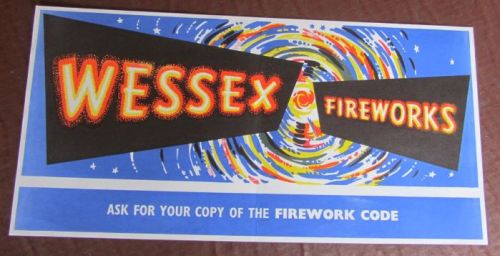 WESSEX
FIREWORKS
ASK FOR YOUR COPY OF THE FIREWORK CODE